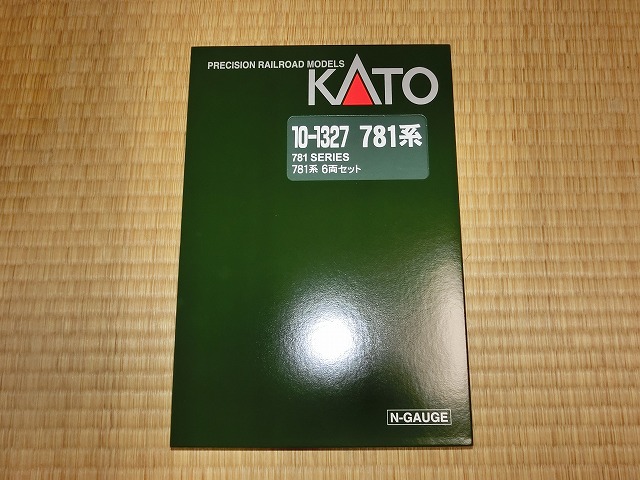 PRECISION RAILROAD MODELS
KATO
10-1327 781系
781 SERIES
781系 6両セット
N-GAUGE